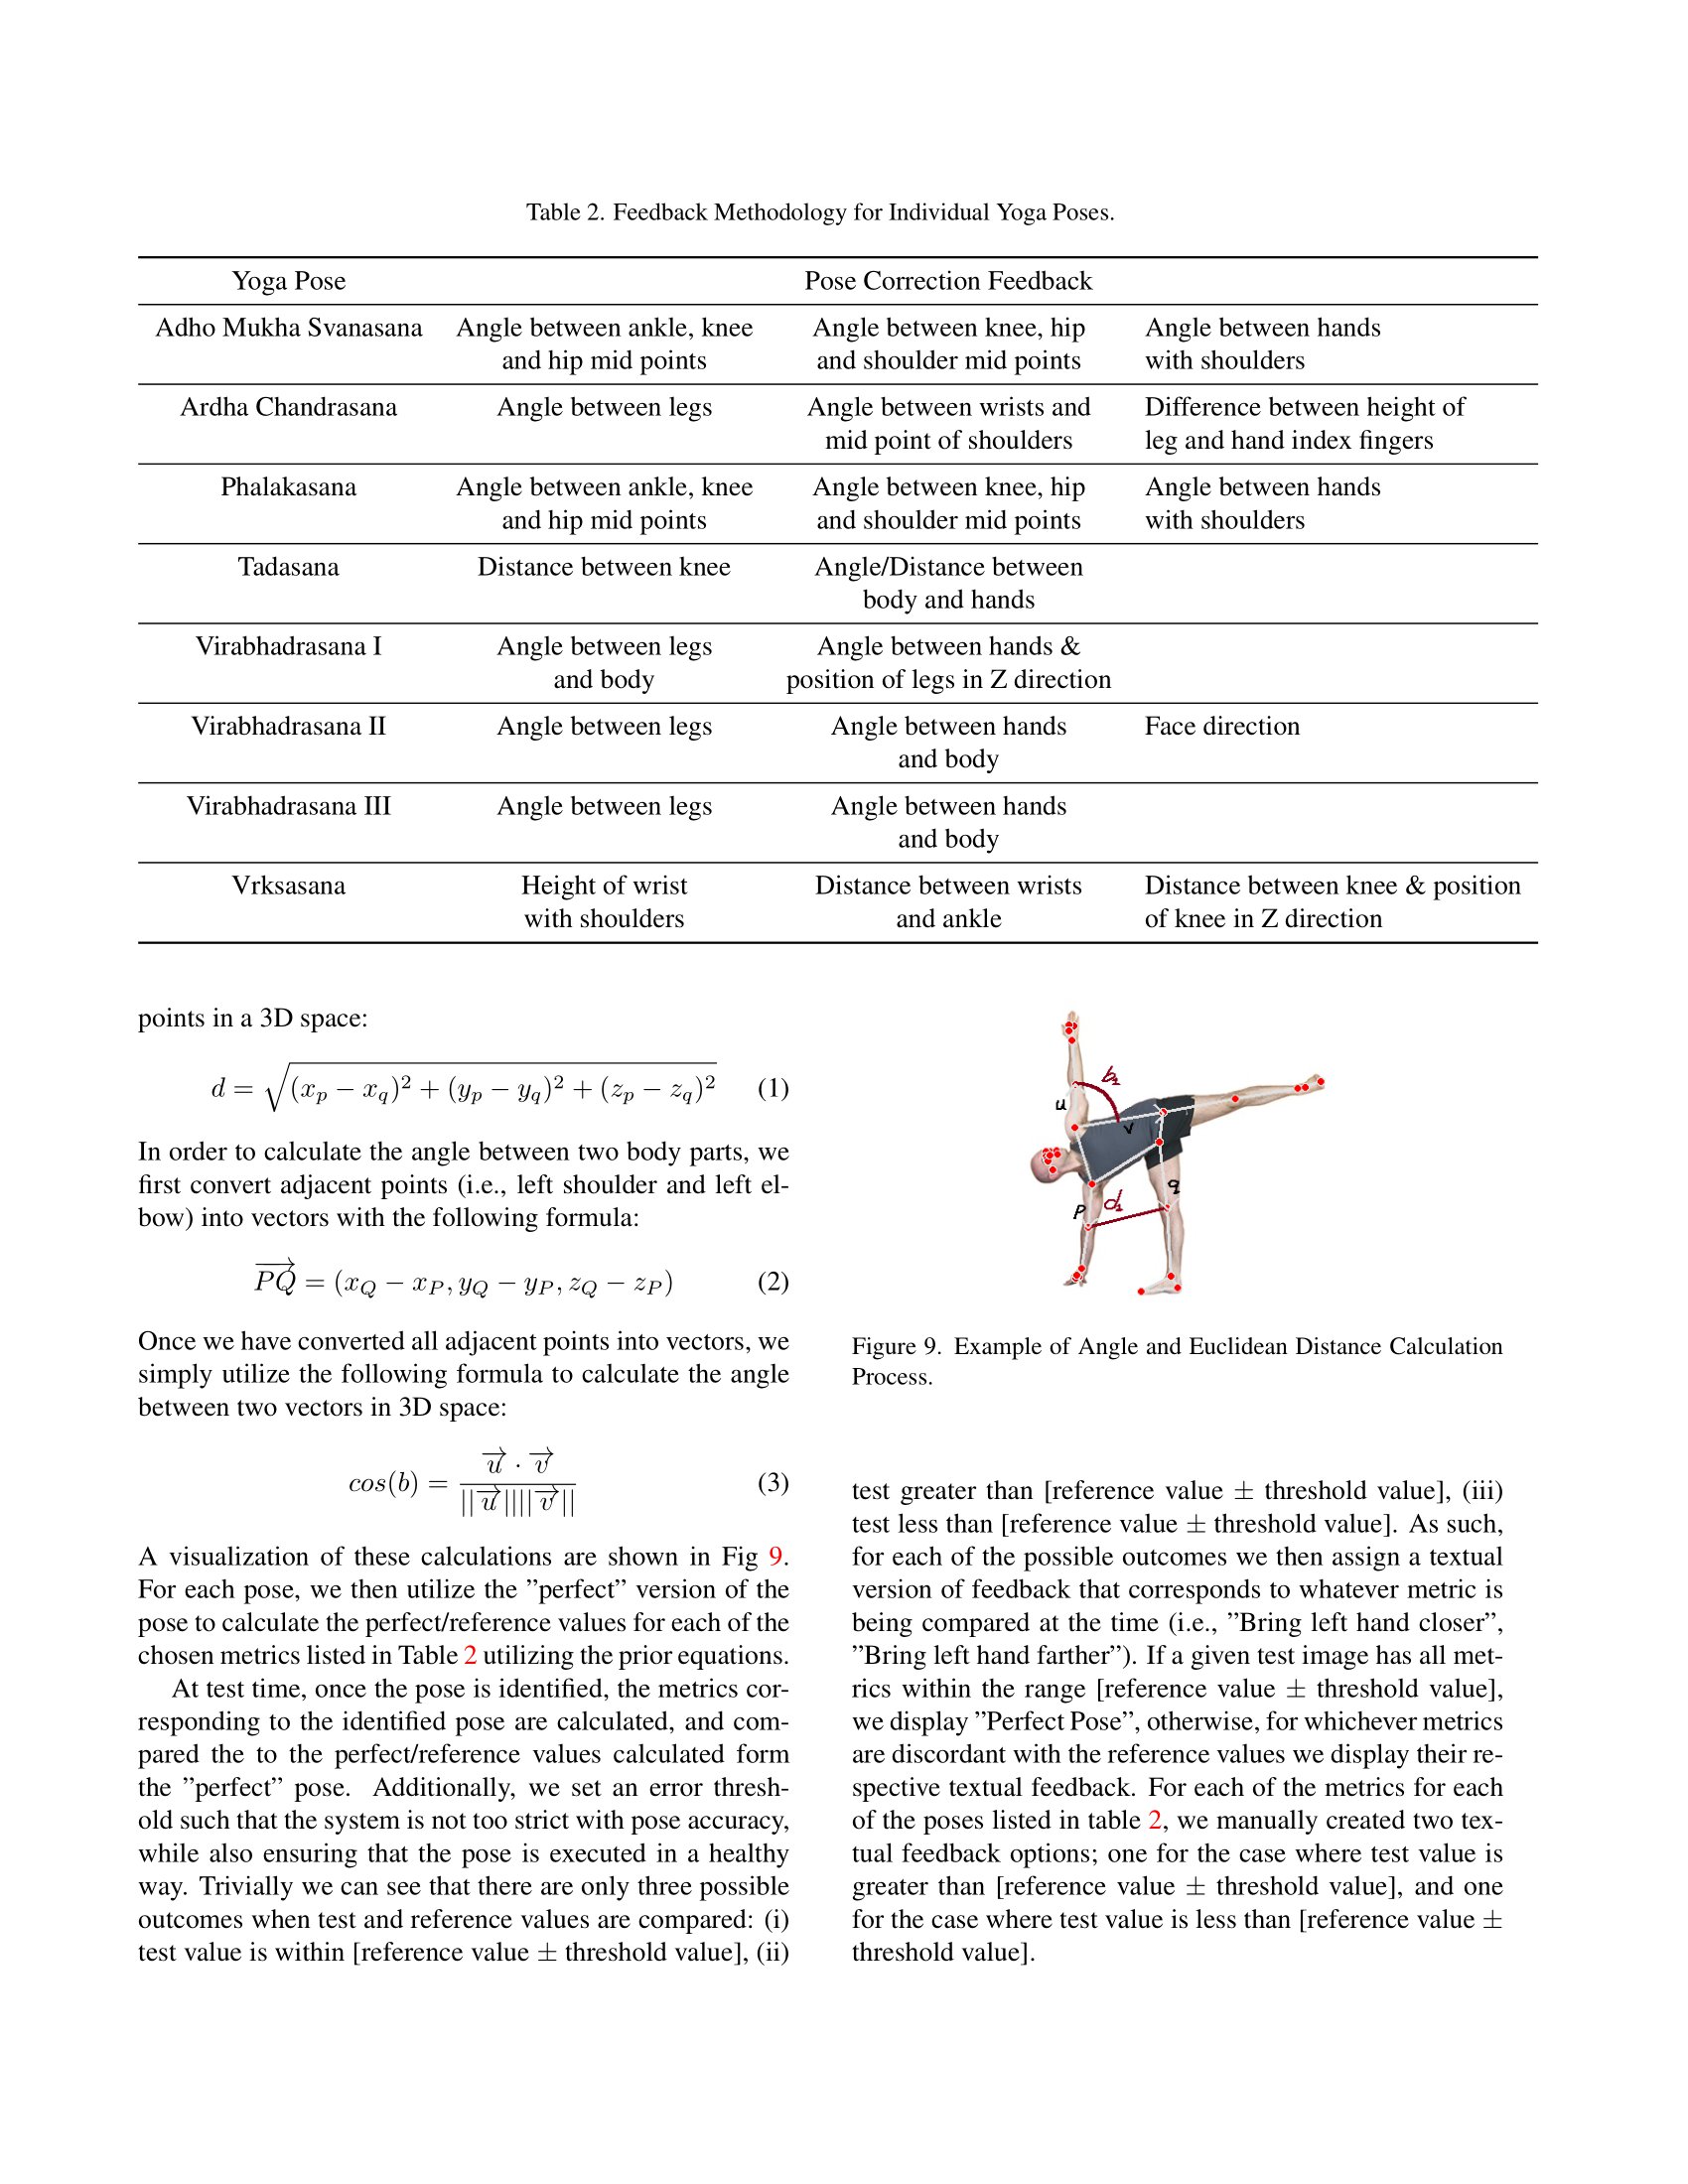 Table 2. Feedback Methodology for Individual Yoga Poses.
Yoga Pose Pose Correction Feedback
Adho Mukha Svanasana Angle between ankle, knee Angle between knee, hip Angle between hands
and hip mid points and shoulder mid points with shoulders
Ardha Chandrasana Angle between legs Angle between wrists and Difference between height of
mid point of shoulders leg and hand index fingers
Phalakasana Angle between ankle, knee Angle between knee, hip Angle between hands
and hip mid points and shoulder mid points with shoulders
Tadasana Distance between knee Angle/Distance between
body and hands
Virabhadrasana I Angle between legs Angle between hands &
and body position of legs in Z direction
Virabhadrasana II Angle between legs Angle between hands Face direction
and body
Virabhadrasana III Angle between legs Angle between hands
and body
Vrksasana Height of wrist Distance between wrists Distance between knee & position
with shoulders and ankle of knee in Z direction
points in a 3D space:
d = √(x_p − x_q)² + (y_p − y_q)² + (z_p − z_q)² (1)
In order to calculate the angle between two body parts, we
first convert adjacent points (i.e., left shoulder and left el-
bow) into vectors with the following formula:
→PQ = (x_Q − x_P, y_Q − y_P, z_Q − z_P) (2)
Once we have converted all adjacent points into vectors, we
simply utilize the following formula to calculate the angle
between two vectors in 3D space:
cos(b) = →u · →v / ||→u||||→v|| (3)
A visualization of these calculations are shown in Fig 9.
For each pose, we then utilize the ”perfect” version of the
pose to calculate the perfect/reference values for each of the
chosen metrics listed in Table 2 utilizing the prior equations.
At test time, once the pose is identified, the metrics cor-
responding to the identified pose are calculated, and com-
pared the to the perfect/reference values calculated form
the ”perfect” pose. Additionally, we set an error thresh-
old such that the system is not too strict with pose accuracy,
while also ensuring that the pose is executed in a healthy
way. Trivially we can see that there are only three possible
outcomes when test and reference values are compared: (i)
test value is within [reference value ± threshold value], (ii)
b₁
u
v
q
p
d₁
Figure 9. Example of Angle and Euclidean Distance Calculation
Process.
test greater than [reference value ± threshold value], (iii)
test less than [reference value ± threshold value]. As such,
for each of the possible outcomes we then assign a textual
version of feedback that corresponds to whatever metric is
being compared at the time (i.e., ”Bring left hand closer”,
”Bring left hand farther”). If a given test image has all met-
rics within the range [reference value ± threshold value],
we display ”Perfect Pose”, otherwise, for whichever metrics
are discordant with the reference values we display their re-
spective textual feedback. For each of the metrics for each
of the poses listed in table 2, we manually created two tex-
tual feedback options; one for the case where test value is
greater than [reference value ± threshold value], and one
for the case where test value is less than [reference value ±
threshold value].